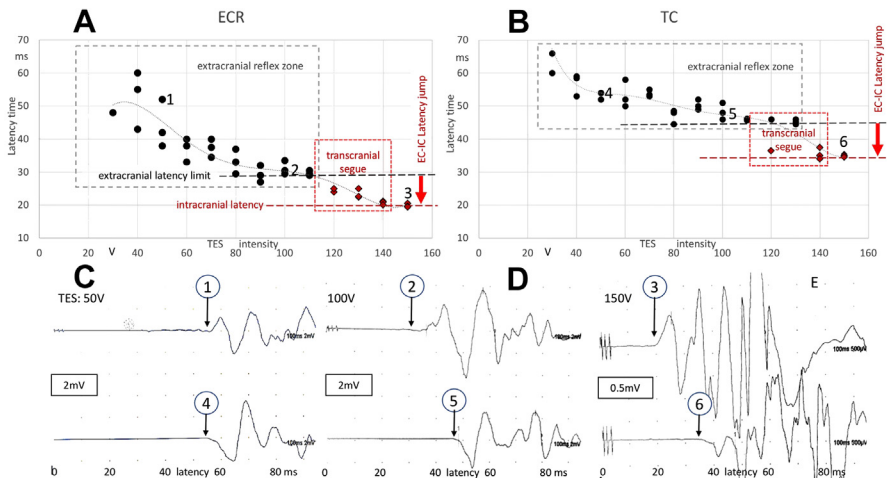 A
ECR
70
ms
60
50
40
30
20
10
Latency time
extracranial reflex zone
1
2
3
extracranial latency limit
transcranial
segue
intracranial latency
EC-IC Latency jump
0
20
40
60
80
100
120
140
160
V
TES intensity
B
TC
70
ms
60
50
40
30
20
10
Latency time
extracranial reflex zone
4
5
6
transcranial
segue
EC-IC Latency jump
0
20
40
60
80
100
120
140
160
V
TES intensity
C
TES: 50V
1
100ms 2mV
2mV
4
100ms 2mV
0 20 40 latency 60 80 ms
100V
2
100ms 2mV
2mV
5
100ms 2mV
20 40 latency 60 80 ms
D
E
150V
3
100ms 500µV
0.5mV
6
100ms 500µV
20 40 latency 60 80 ms